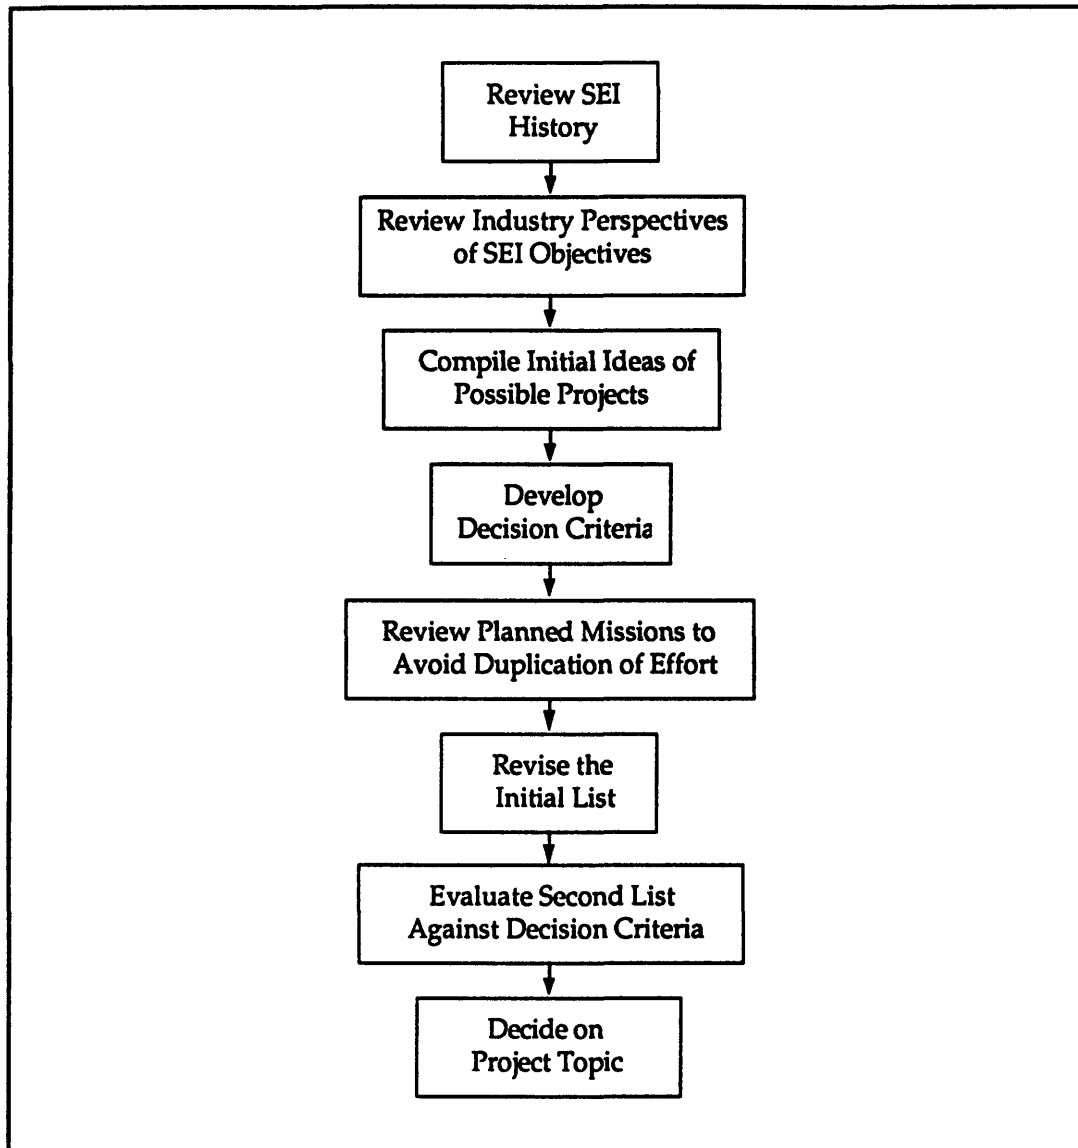 Review SEI
History
Review Industry Perspectives
of SEI Objectives
Compile Initial Ideas of
Possible Projects
Develop
Decision Criteria
Review Planned Missions to
Avoid Duplication of Effort
Revise the
Initial List
Evaluate Second List
Against Decision Criteria
Decide on
Project Topic